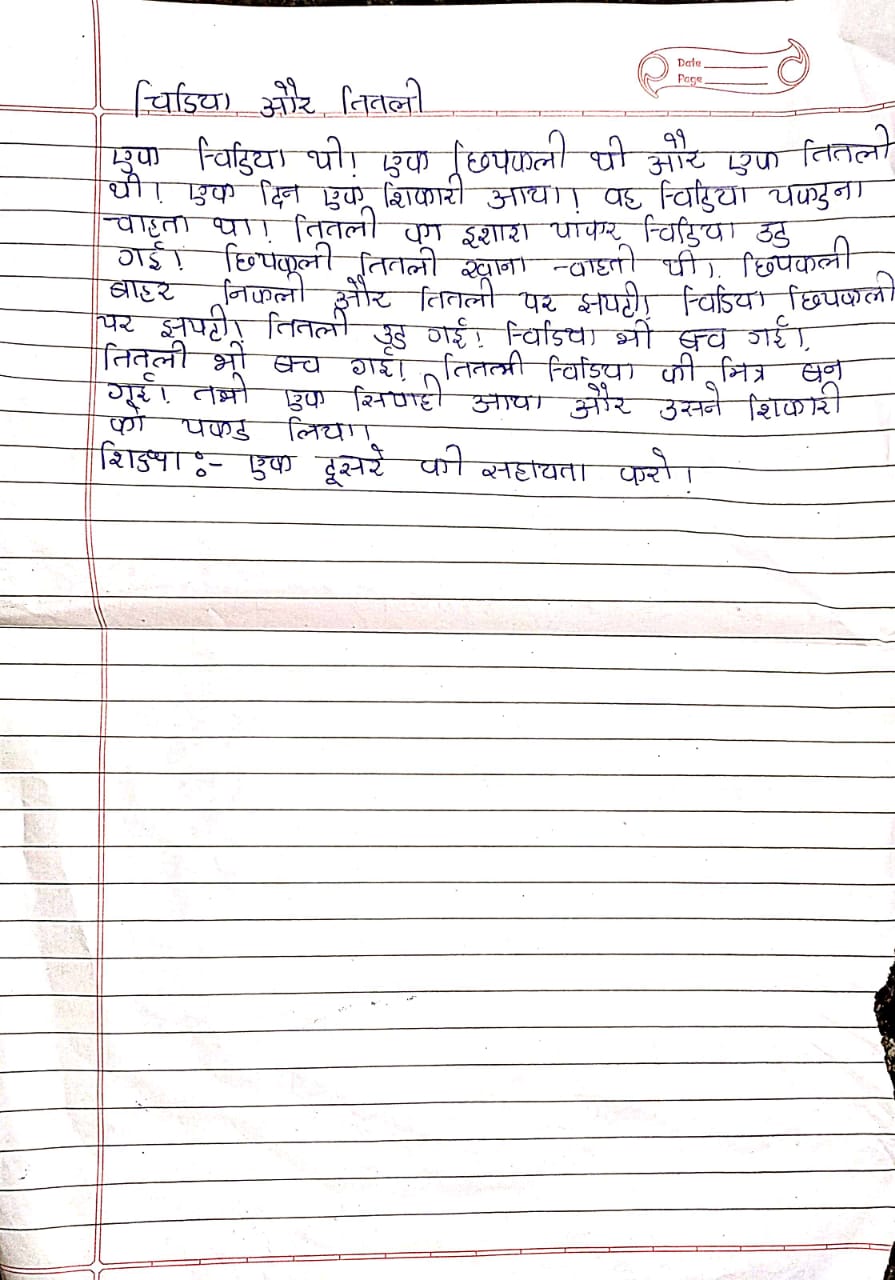 Date
Page
चिडिया और तितली
एक चिडिया थी। एक छिपकली थी और एक तितली
थी। एक दिन एक शिकारी आया। वह चिडिया पकडना
चाहता था। तितली का इशारा पाकर चिडिया उड
गई। छिपकली तितली खाना चाहती थी। छिपकली
बाहर निकली और तितली पर झपटी। चिडिया छिपकली
पर झपटी। तितली उड गई। चिडिया भी बच गई।
तितली भी बच गई। तितली चिडिया की मित्र बन
गई। तभी एक सिपाही आया और उसने शिकारी
को पकड लिया।
शिक्षा :- एक दूसरे की सहायता करो।